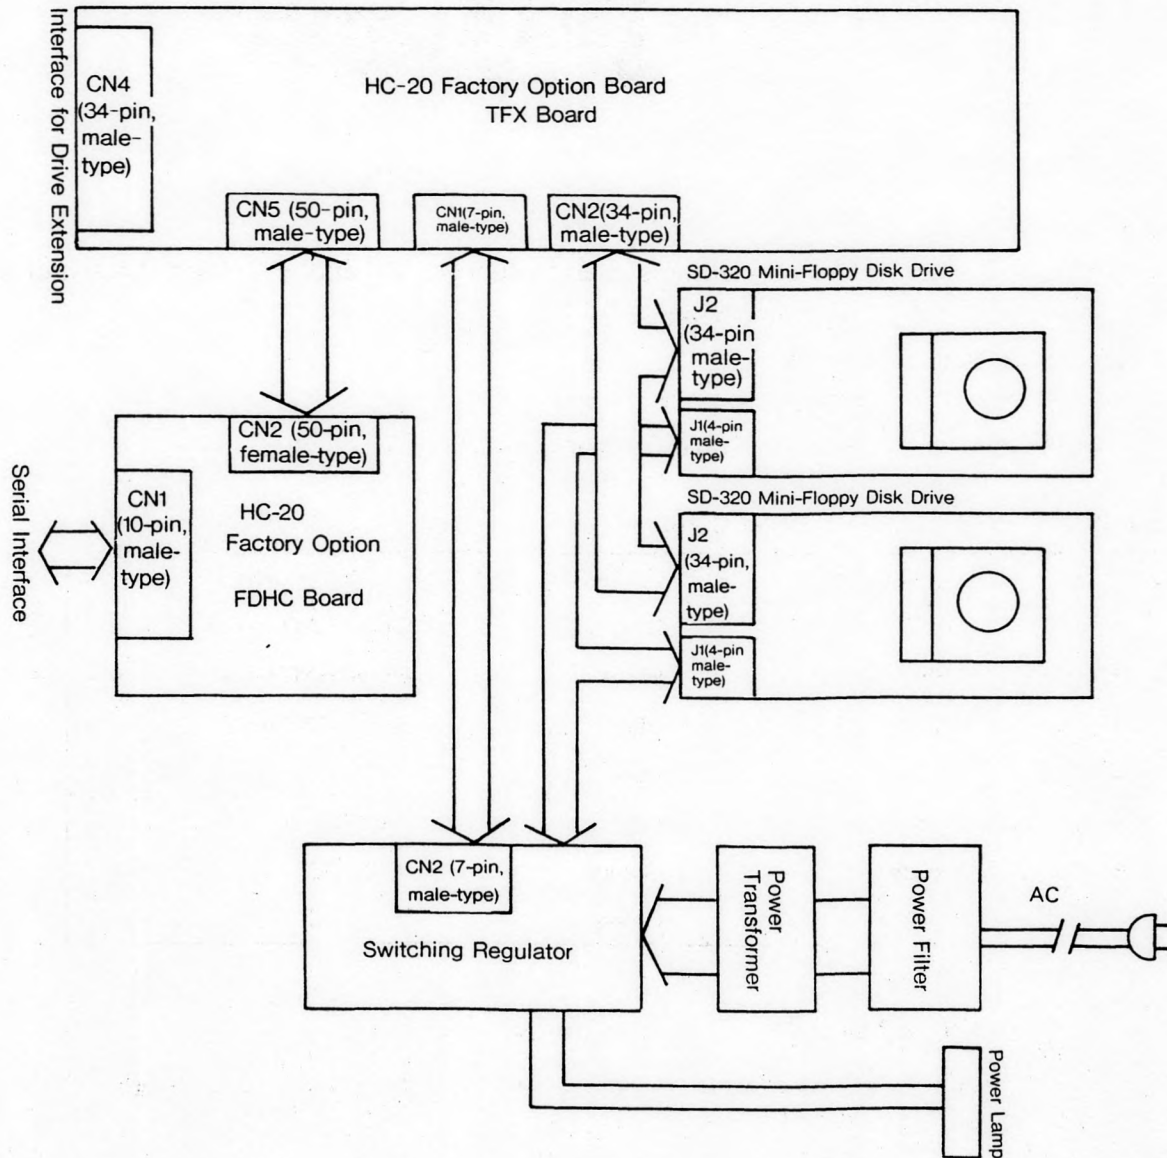 Interface for Drive Extension
CN4
(34-pin,
male-
type)
HC-20 Factory Option Board
TFX Board
CN5 (50-pin,
male-type)
CN1(7-pin,
male-type)
CN2(34-pin,
male-type)
SD-320 Mini-Floppy Disk Drive
J2
(34-pin
male-
type)
J1(4-pin
male-
type)
SD-320 Mini-Floppy Disk Drive
J2
(34-pin,
male-
type)
J1(4-pin
male-
type)
Serial Interface
CN1
(10-pin,
male-
type)
CN2 (50-pin,
female-type)
HC-20
Factory Option
FDHC Board
CN2 (7-pin,
male-type)
Switching Regulator
Power
Transformer
Power Filter
AC
Power Lamp